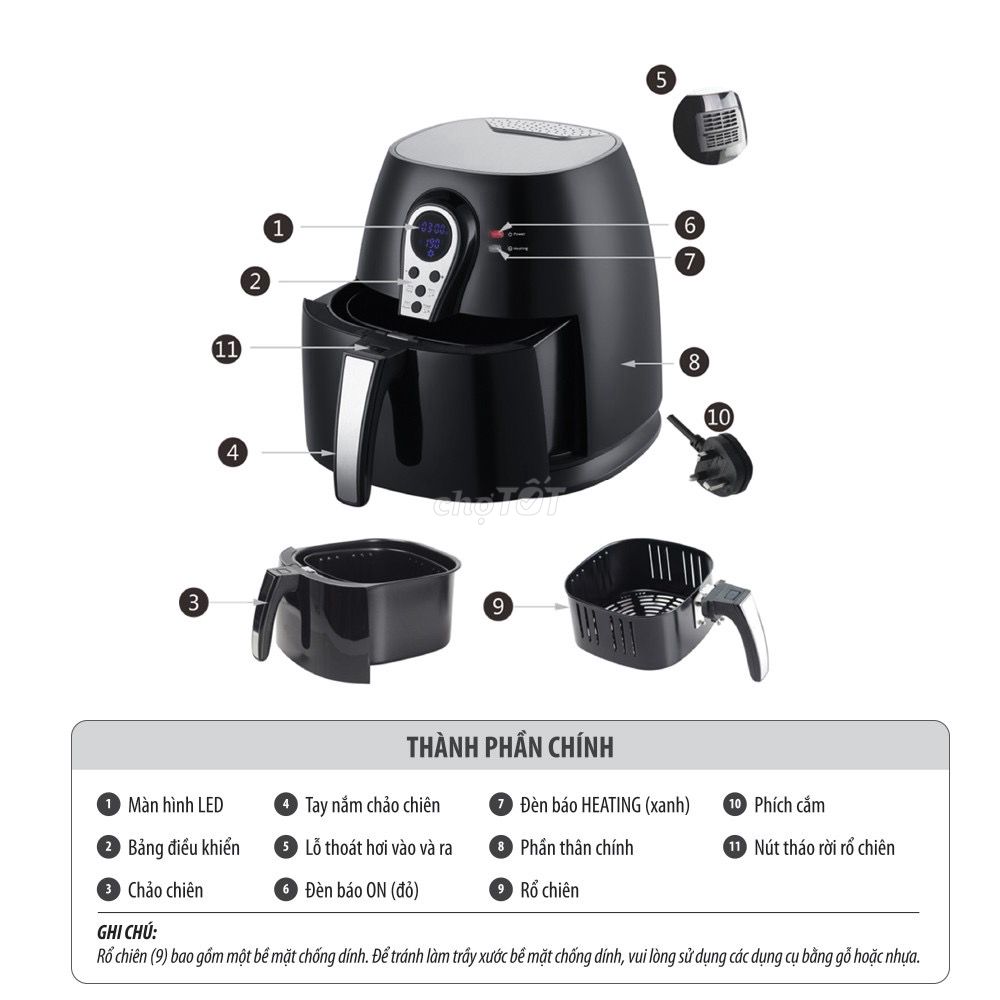 5
1
0300
190
Power
6
Heating
7
2
11
8
10
4
chợTỐT
3
9
THÀNH PHẦN CHÍNH
1 Màn hình LED
4 Tay nắm chảo chiên
7 Đèn báo HEATING (xanh)
10 Phích cắm
2 Bảng điều khiển
5 Lỗ thoát hơi vào và ra
8 Phần thân chính
11 Nút tháo rời rổ chiên
3 Chảo chiên
6 Đèn báo ON (đỏ)
9 Rổ chiên
GHI CHÚ:
Rổ chiên (9) bao gồm một bề mặt chống dính. Để tránh làm trầy xước bề mặt chống dính, vui lòng sử dụng các dụng cụ bằng gỗ hoặc nhựa.